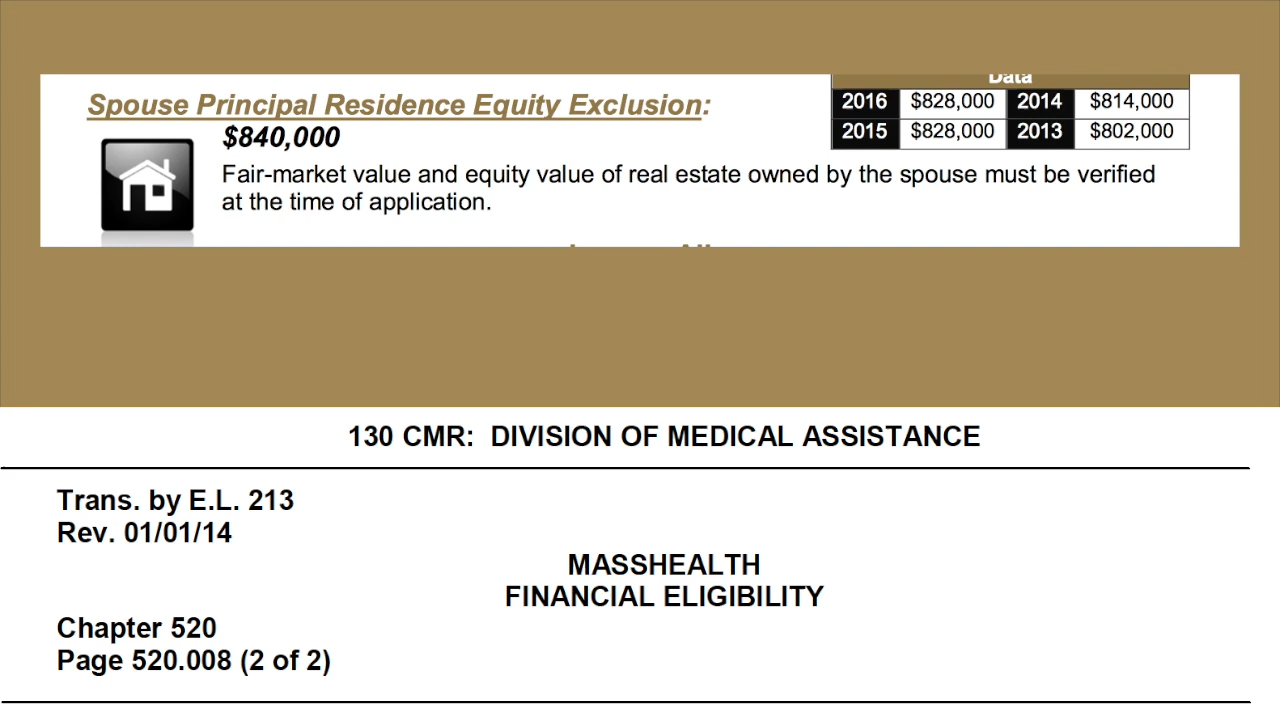 Data
Spouse Principal Residence Equity Exclusion:
$840,000
2016 $828,000 2014 $814,000
2015 $828,000 2013 $802,000
Fair-market value and equity value of real estate owned by the spouse must be verified
at the time of application.
130 CMR: DIVISION OF MEDICAL ASSISTANCE
Trans. by E.L. 213
Rev. 01/01/14
MASSHEALTH
FINANCIAL ELIGIBILITY
Chapter 520
Page 520.008 (2 of 2)